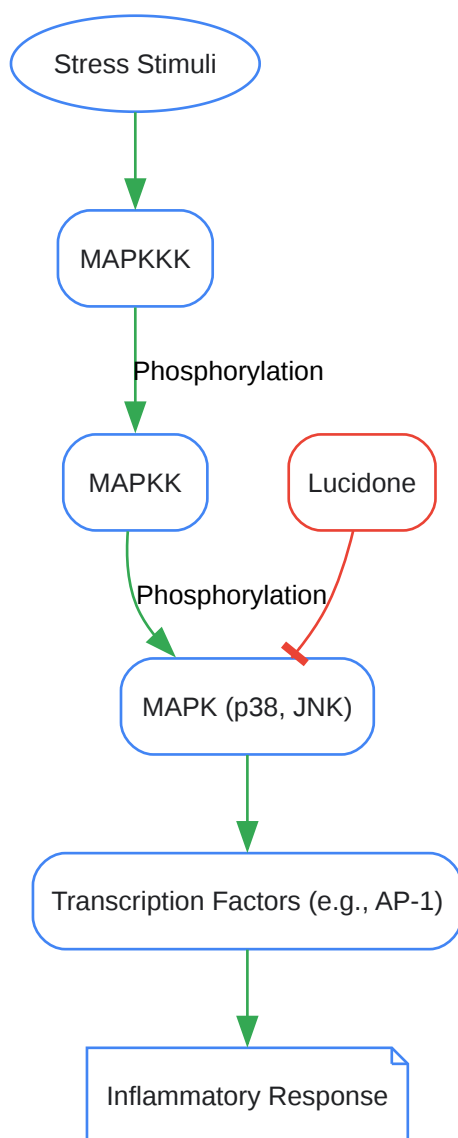 Stress Stimuli
MAPKKK
Phosphorylation
MAPKK
Lucidone
Phosphorylation
MAPK (p38, JNK)
Transcription Factors (e.g., AP-1)
Inflammatory Response